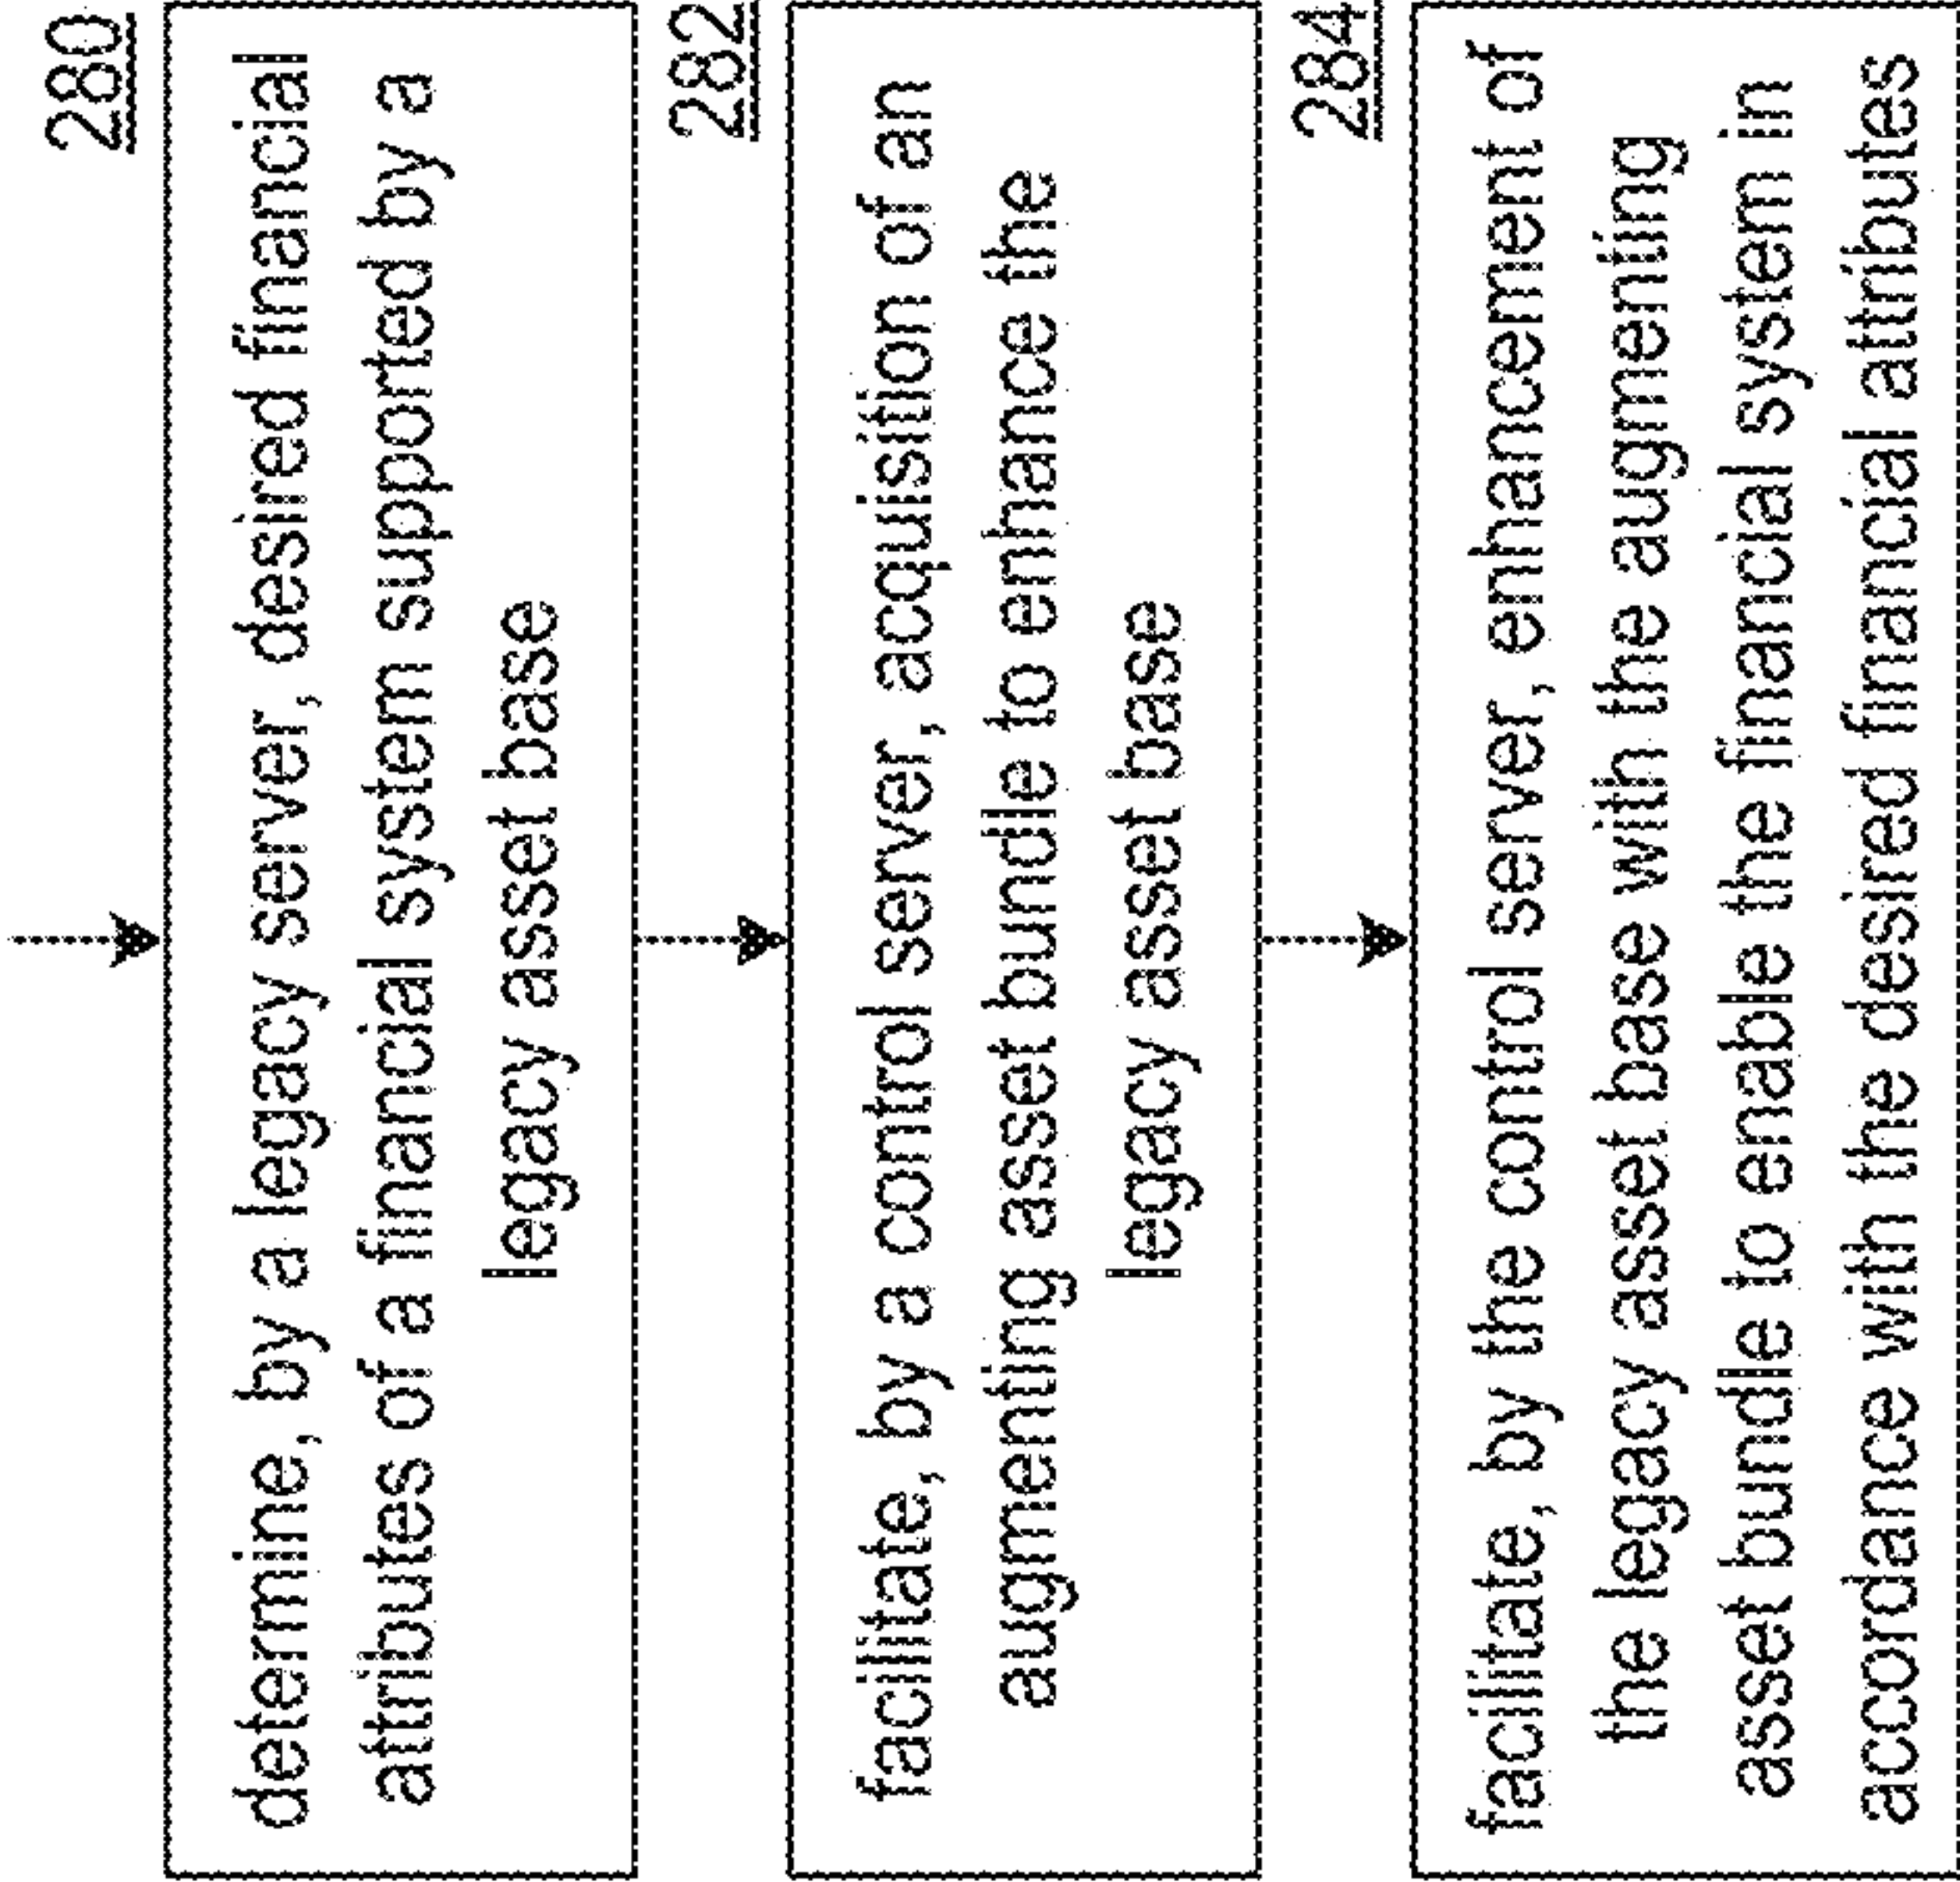 280
determine, by a legacy server, desired financial
attributes of a financial system supported by a
legacy asset base
282
facilitate, by a control server, acquisition of an
augmenting asset bundle to enhance the
legacy asset base
284
facilitate, by the control server, enhancement of
the legacy asset base with the augmenting
asset bundle to enable the financial system in
accordance with the desired financial attributes